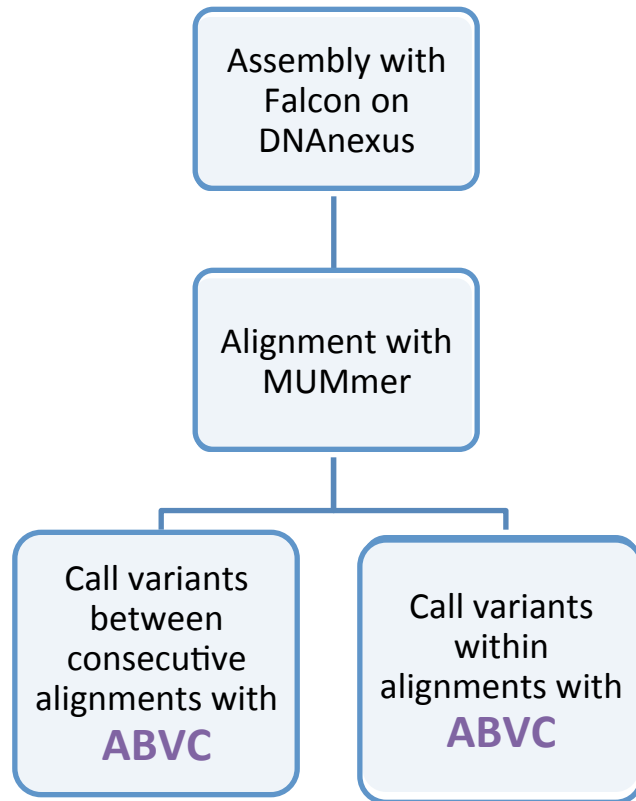 Assembly with
Falcon on
DNAnexus
Alignment with
MUMmer
Call variants
between
consecutive
alignments with
ABVC
Call variants
within
alignments with
ABVC